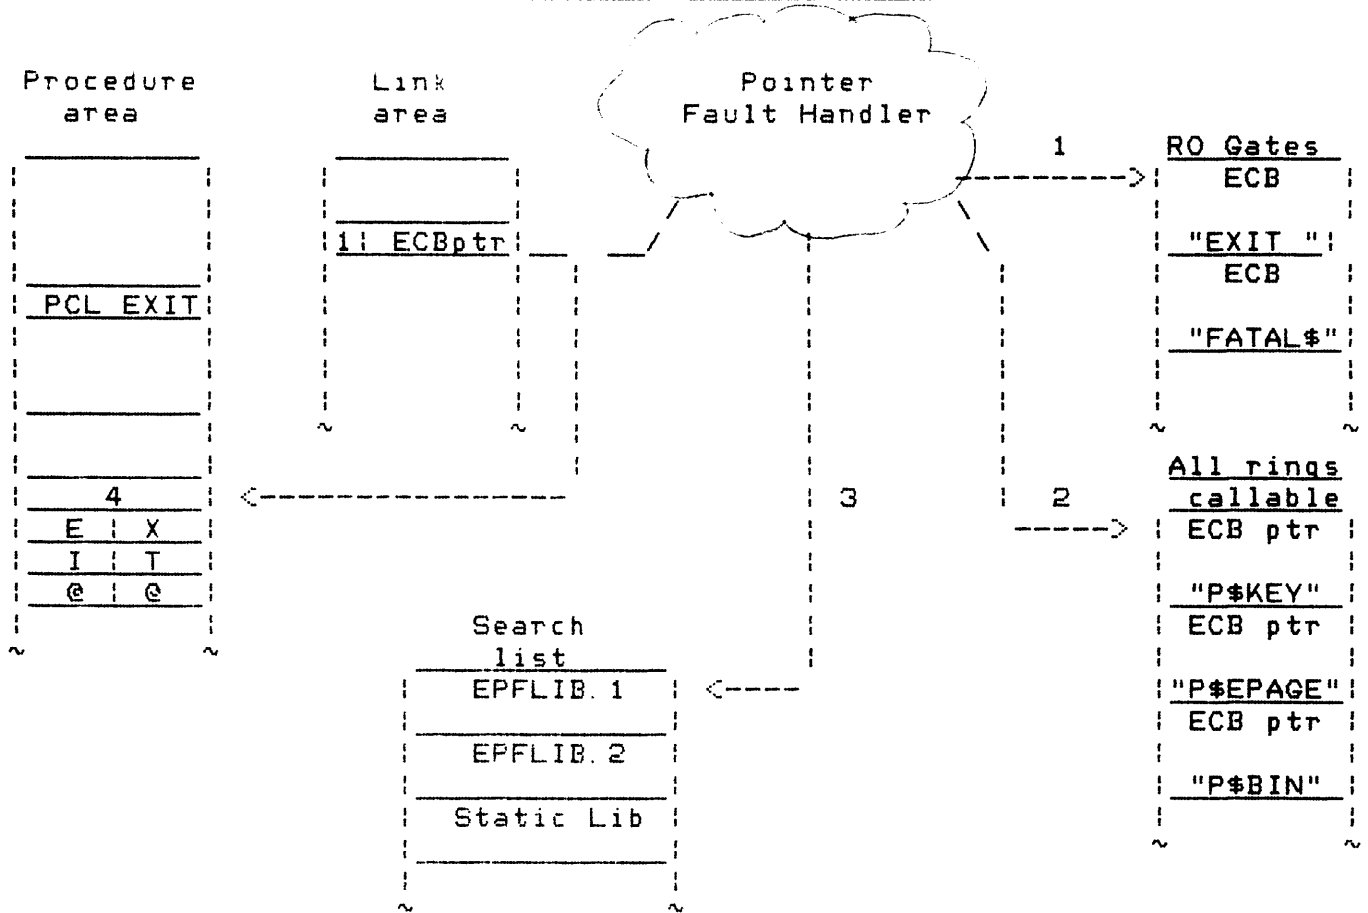 Procedure
area
Link
area
Pointer
Fault Handler
1| ECBptr
PCL EXIT
4
E | X
I | T
@ | @
1
RO Gates
ECB
"EXIT "
ECB
"FATAL$"
2
All rings
callable
ECB ptr
"P$KEY"
ECB ptr
"P$EPAGE"
ECB ptr
"P$BIN"
3
Search
list
EPFLIB.1
EPFLIB.2
Static Lib